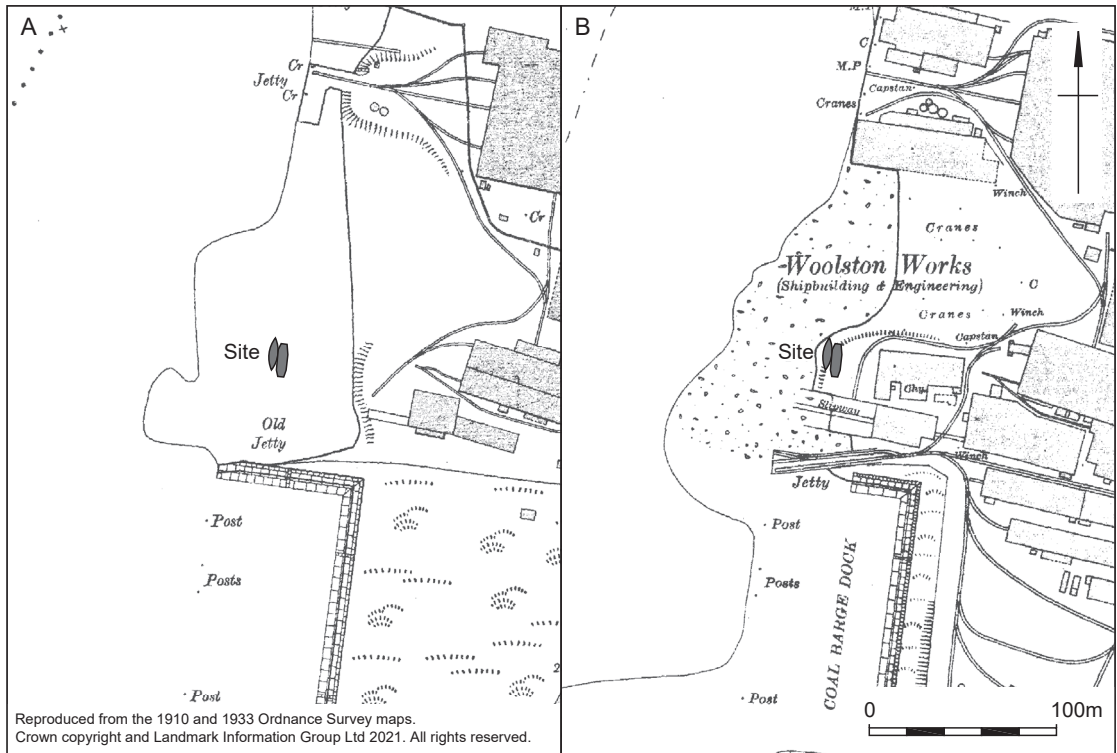 A
Cr
Jetty
Cr
Cr
Site
Old
Jetty
Post
Posts
Post
2
Reproduced from the 1910 and 1933 Ordnance Survey maps.
Crown copyright and Landmark Information Group Ltd 2021. All rights reserved.
B
C
M.P
Capstan
Cranes
Winch
Cranes
Woolston Works
(Shipbuilding & Engineering)
C
Cranes
Winch
Capstan
Site
Chy
Slipway
Winch
Jetty
Post
Posts
COAL BARGE DOCK
Post
0 100m